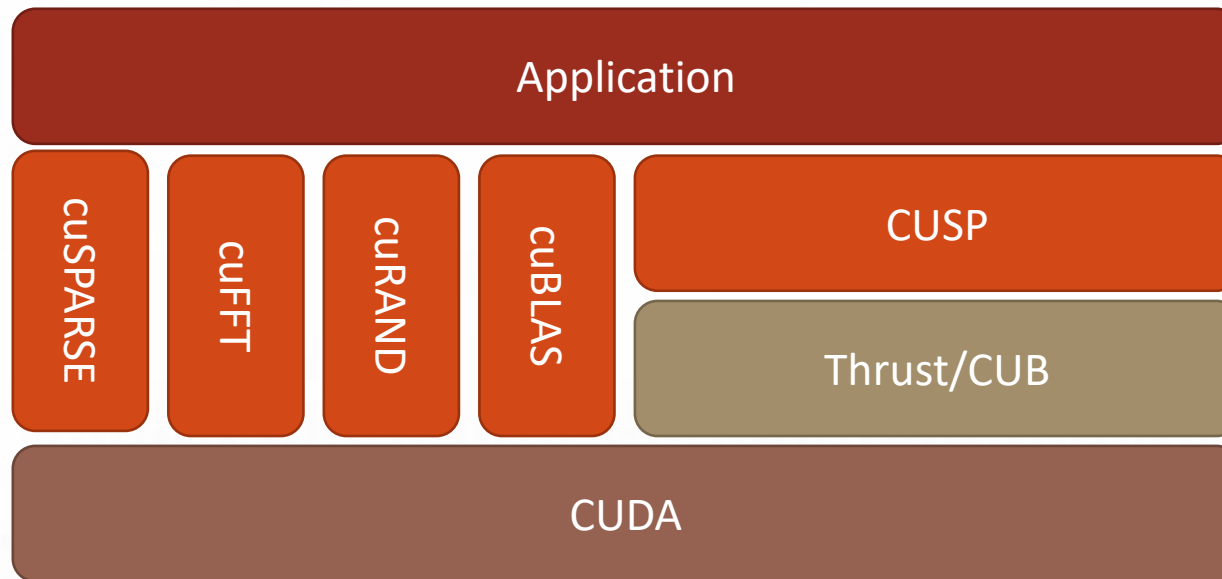 Application
cuSPARSE
cuFFT
cuRAND
cuBLAS
CUSP
Thrust/CUB
CUDA